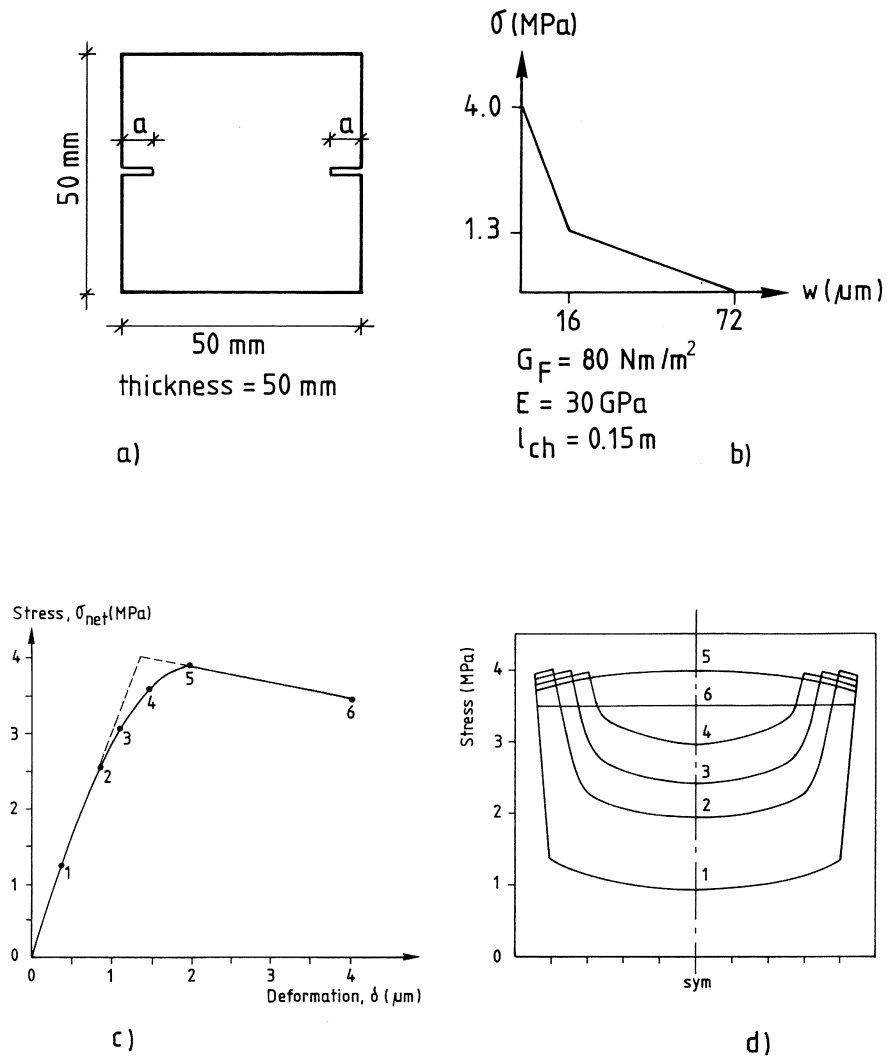 a
a
50 mm
50 mm
thickness = 50 mm
a)
σ (MPa)
4.0
1.3
16
72
w (μm)
G_F = 80 Nm/m²
E = 30 GPa
l_ch = 0.15 m
b)
Stress, σ_net (MPa)
4
3
2
1
0
0
1
2
3
4
1
2
3
4
5
6
Deformation, δ (μm)
c)
Stress (MPa)
4
3
2
1
0
5
6
4
3
2
1
sym
d)